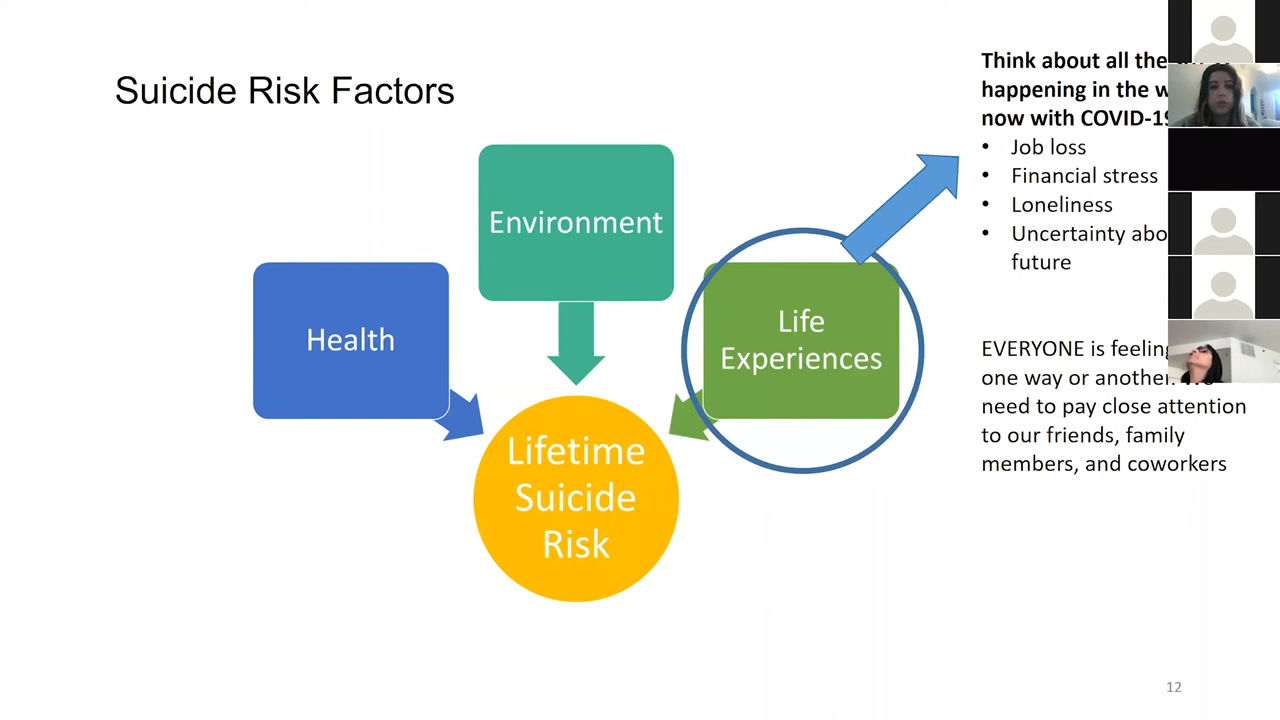 Suicide Risk Factors
Environment
Health
Life
Experiences
Lifetime
Suicide
Risk
Think about all the
happening in the
now with COVID-19
• Job loss
• Financial stress
• Loneliness
• Uncertainty
future
EVERYONE is feeling
one way or another.
need to pay close attention
to our friends, family
members, and coworkers
12